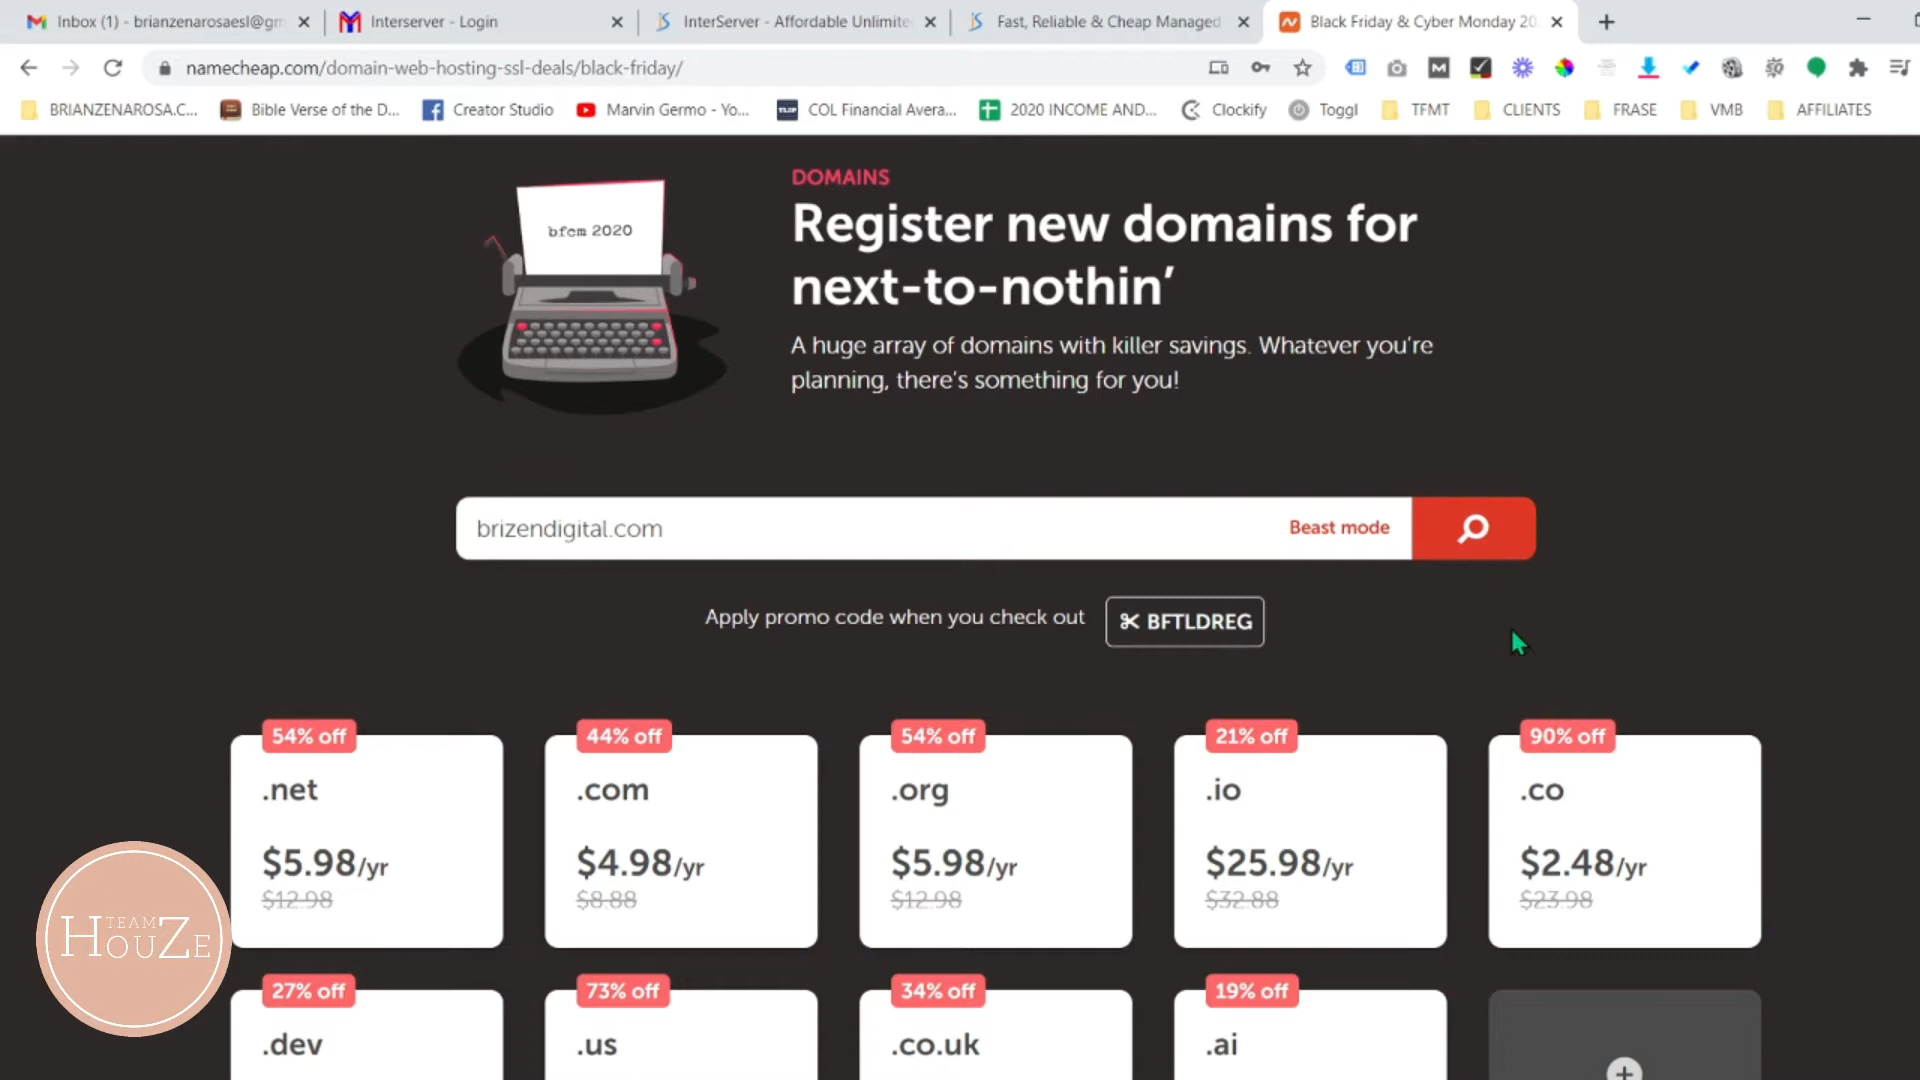 Inbox (1) - brianzenarosaesl@gm
Interserver - Login
InterServer - Affordable Unlimite
Fast, Reliable & Cheap Managed
Black Friday & Cyber Monday 20
namecheap.com/domain-web-hosting-ssl-deals/black-friday/
BRIANZENAROSA.C...
Bible Verse of the D...
Creator Studio
Marvin Germo - Yo...
COL Financial Avera...
2020 INCOME AND...
Clockify
Toggl
TFMT
CLIENTS
FRASE
VMB
AFFILIATES
bfcm 2020
DOMAINS
Register new domains for
next-to-nothin’
A huge array of domains with killer savings. Whatever you’re
planning, there’s something for you!
brizendigital.com
Beast mode
Apply promo code when you check out
BFTLDREG
54% off
44% off
54% off
21% off
90% off
.net
.com
.org
.io
.co
$5.98/yr
$4.98/yr
$5.98/yr
$25.98/yr
$2.48/yr
$12.98
$8.88
$12.98
$32.88
$23.98
TEAM
HOUZE
27% off
73% off
34% off
19% off
.dev
.us
.co.uk
.ai